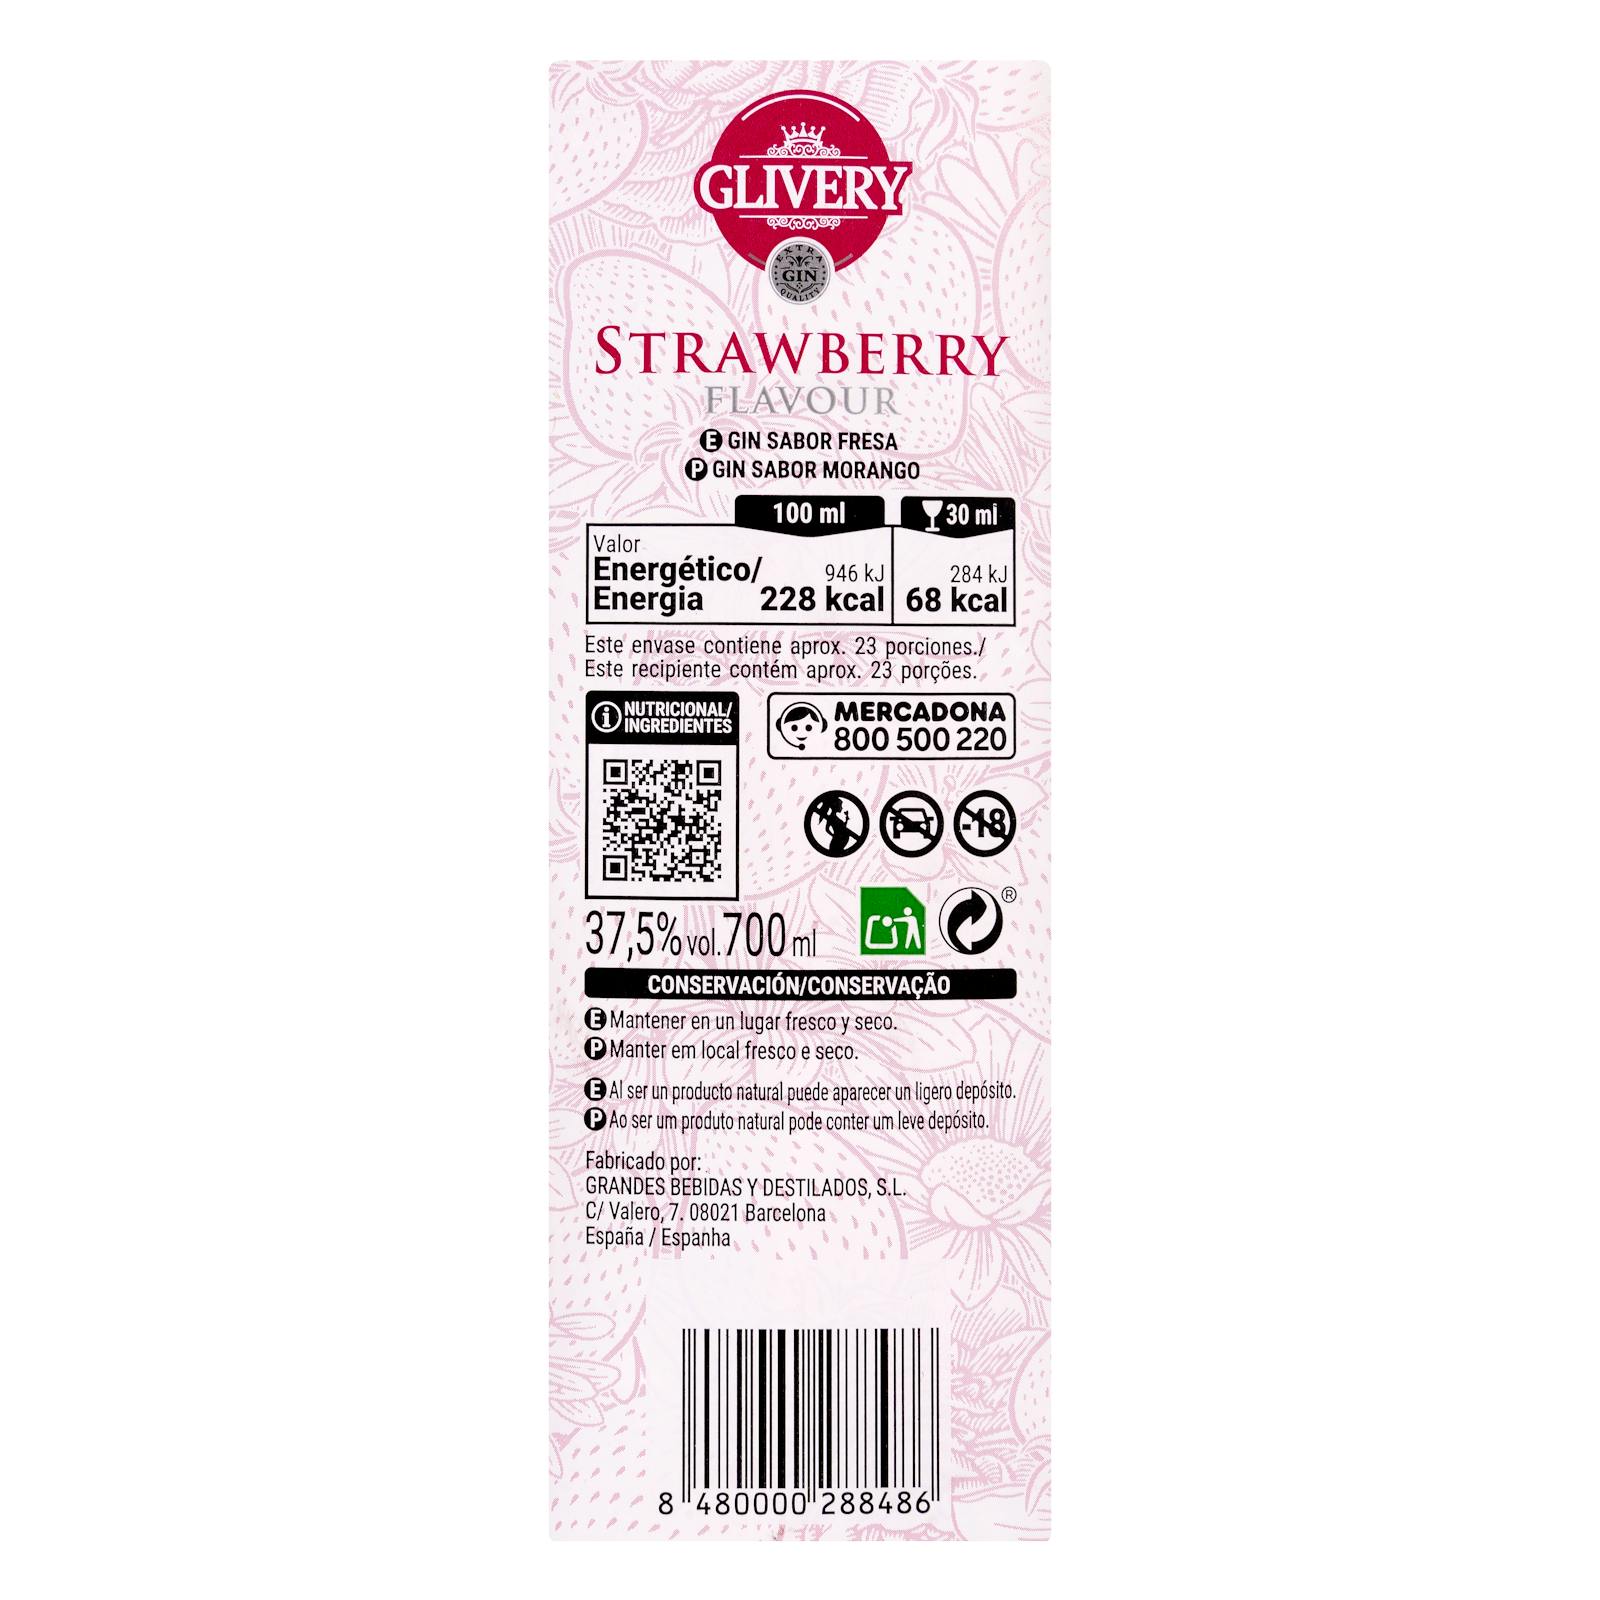 GLIVERY
EXTRA
GIN
QUALITY
STRAWBERRY
FLAVOUR
E GIN SABOR FRESA
P GIN SABOR MORANGO
100 ml 30 ml
Valor
Energético/ 946 kJ 284 kJ
Energia 228 kcal 68 kcal
Este envase contiene aprox. 23 porciones./
Este recipiente contém aprox. 23 porções.
i NUTRICIONAL/
INGREDIENTES
MERCADONA
800 500 220
-18
®
37,5% vol. 700 ml
CONSERVACIÓN/CONSERVAÇÃO
E Mantener en un lugar fresco y seco.
P Manter em local fresco e seco.
E Al ser un producto natural puede aparecer un ligero depósito.
P Ao ser um produto natural pode conter um leve depósito.
Fabricado por:
GRANDES BEBIDAS Y DESTILADOS, S.L.
C/ Valero, 7. 08021 Barcelona
España / Espanha
8 480000 288486